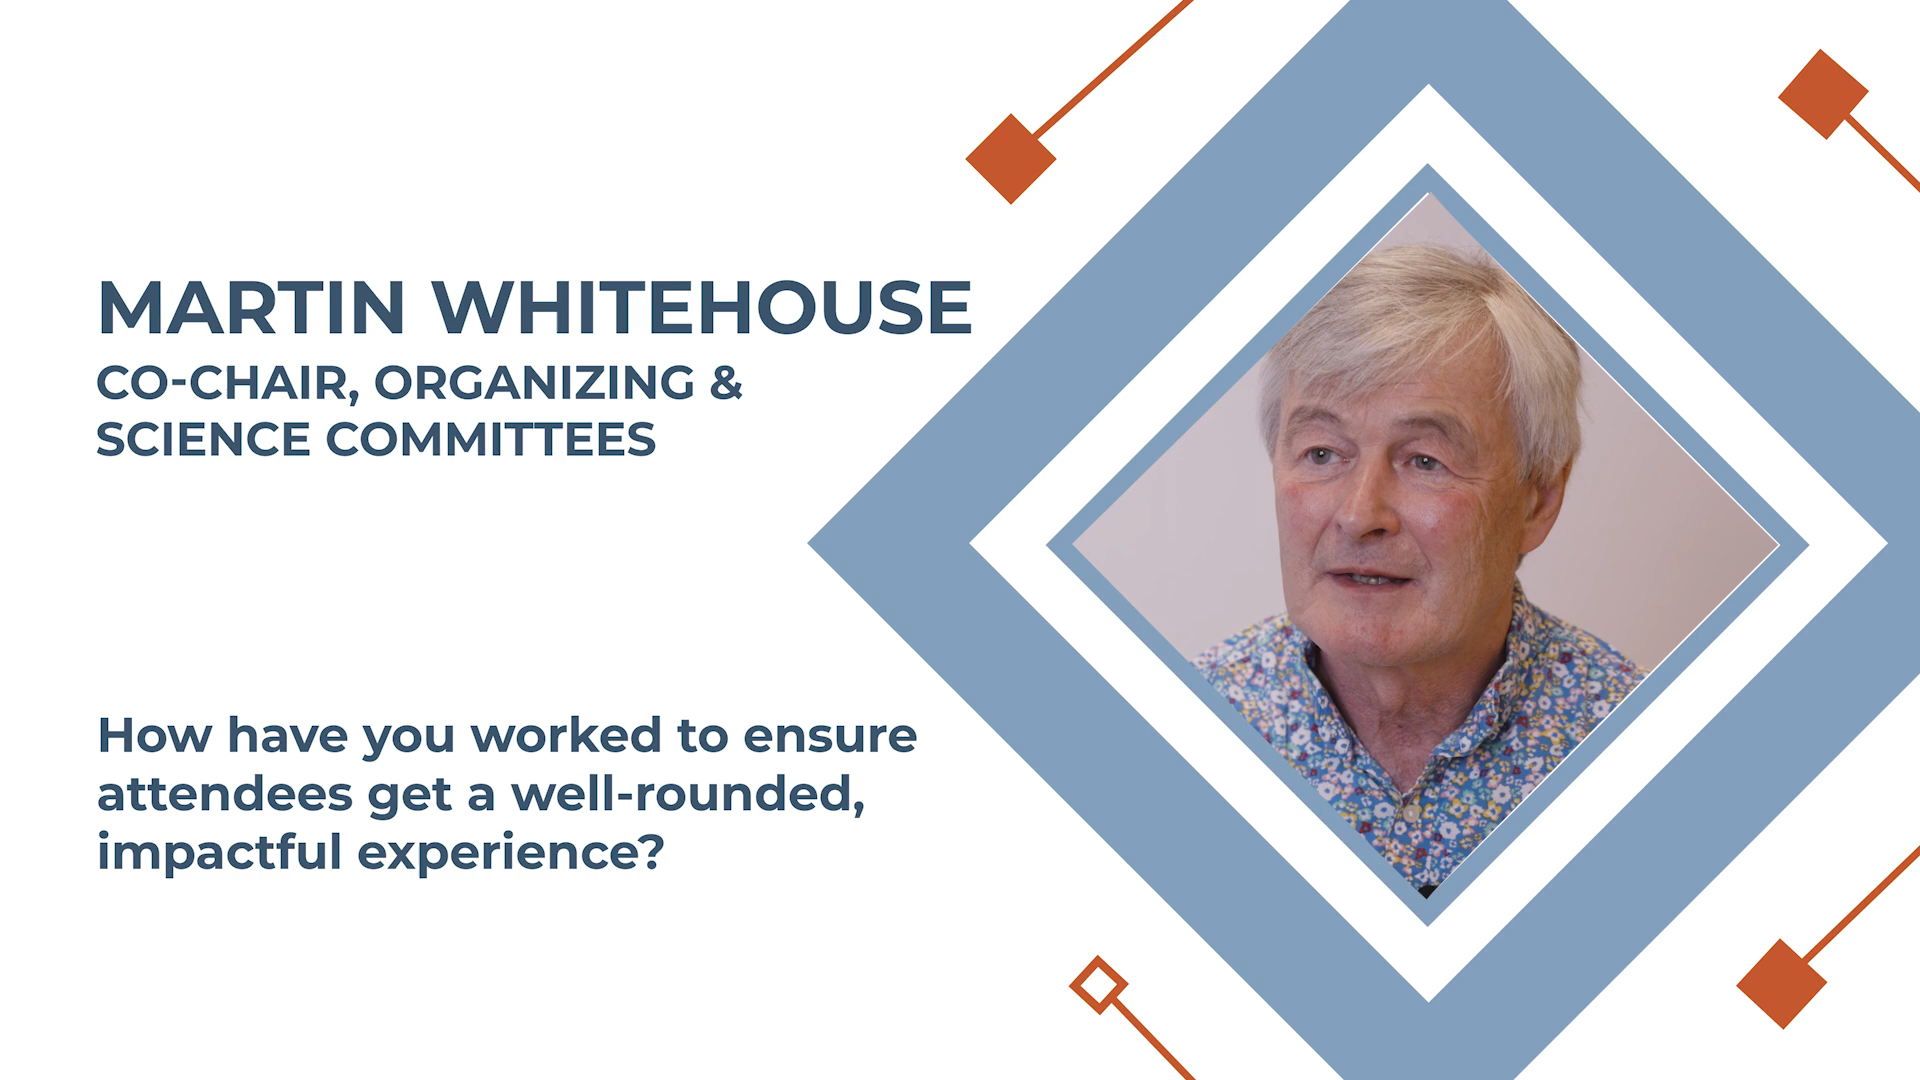 MARTIN WHITEHOUSE
CO-CHAIR, ORGANIZING &
SCIENCE COMMITTEES
How have you worked to ensure
attendees get a well-rounded,
impactful experience?